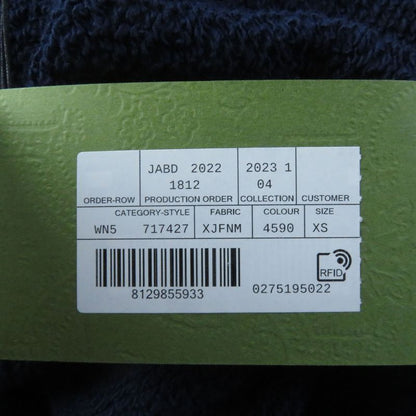 JABD 2022 2023 1
1812 04
ORDER-ROW PRODUCTION ORDER COLLECTION CUSTOMER
CATEGORY-STYLE FABRIC COLOUR SIZE
WN5 717427 XJFNM 4590 XS
8129855933 0275195022
RFID